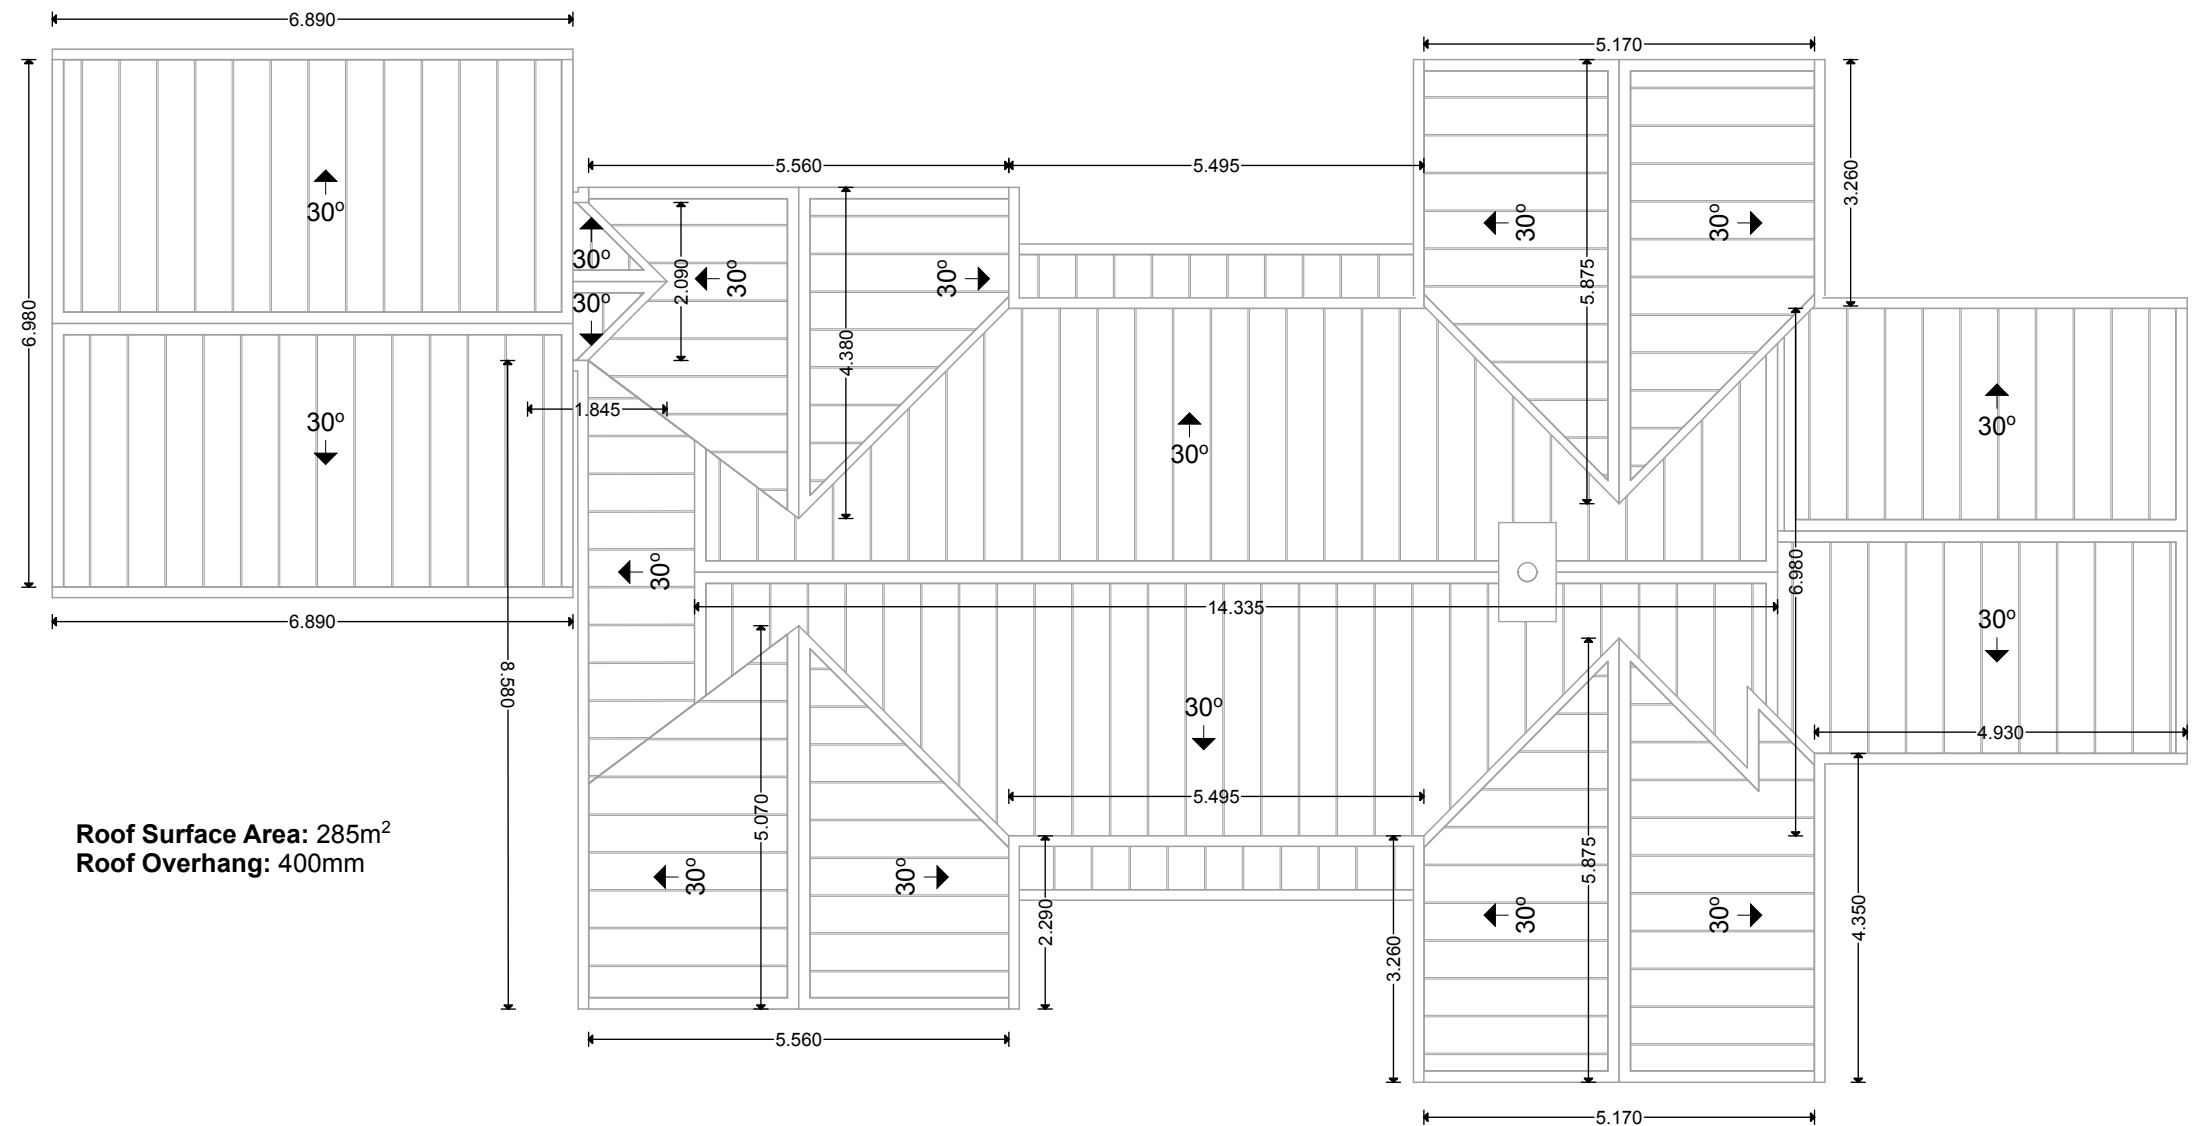 6.890
5.170
5.560
5.495
3.260
30º
30º
30º
30º
30º
30º
2.090
5.875
30º
6.980
4.380
30º
1.845
30º
30º
30º
6.980
14.335
30º
8.580
30º
4.930
6.890
5.495
5.070
5.875
Roof Surface Area: 285m²
Roof Overhang: 400mm
30º
30º
30º
30º
2.290
3.260
4.350
5.560
5.170